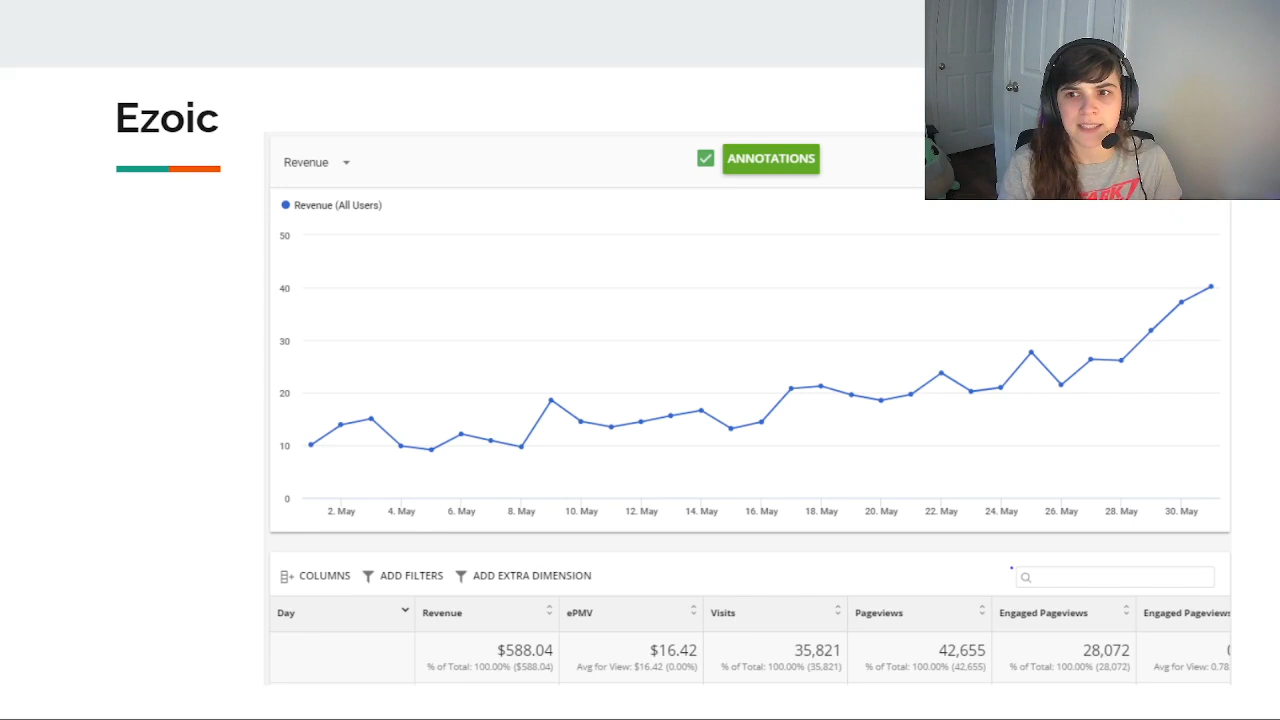 Ezoic
Revenue
ANNOTATIONS
Revenue (All Users)
50
40
30
20
10
0
2. May 4. May 6. May 8. May 10. May 12. May 14. May 16. May 18. May 20. May 22. May 24. May 26. May 28. May 30. May
COLUMNS ADD FILTERS ADD EXTRA DIMENSION
Day Revenue ePMV Visits Pageviews Engaged Pageviews Engaged Pageviews
$588.04 $16.42 35,821 42,655 28,072
% of Total: 100.00% ($588.04) Avg for View: $16.42 (0.00%) % of Total: 100.00% (35,821) % of Total: 100.00% (42,655) % of Total: 100.00% (28,072) Avg for View: 0.78